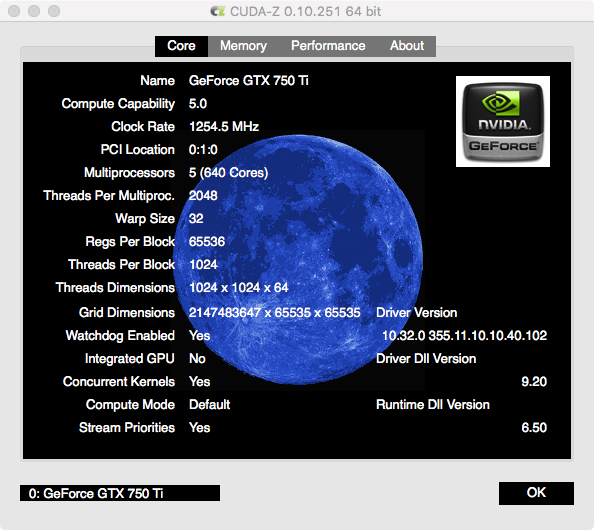 CUDA-Z 0.10.251 64 bit
Core Memory Performance About
Name GeForce GTX 750 Ti
Compute Capability 5.0
Clock Rate 1254.5 MHz
PCI Location 0:1:0
Multiprocessors 5 (640 Cores)
Threads Per Multiproc. 2048
Warp Size 32
Regs Per Block 65536
Threads Per Block 1024
Threads Dimensions 1024 x 1024 x 64
Grid Dimensions 2147483647 x 65535 x 65535 Driver Version
Watchdog Enabled Yes 10.32.0 355.11.10.10.40.102
Integrated GPU No Driver Dll Version
Concurrent Kernels Yes 9.20
Compute Mode Default Runtime Dll Version
Stream Priorities Yes 6.50
NVIDIA.
GEFORCE
0: GeForce GTX 750 Ti OK